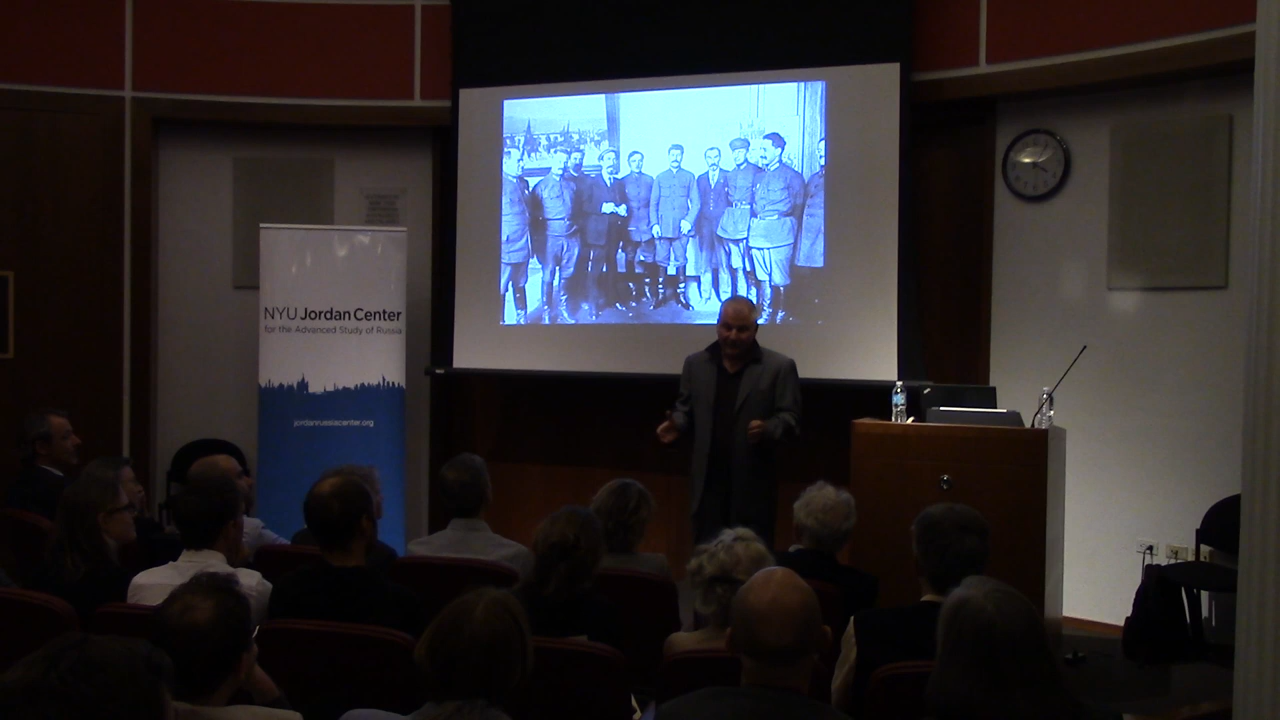 NYU Jordan Center
for the Advanced Study of Russia
jordanrussiacenter.org